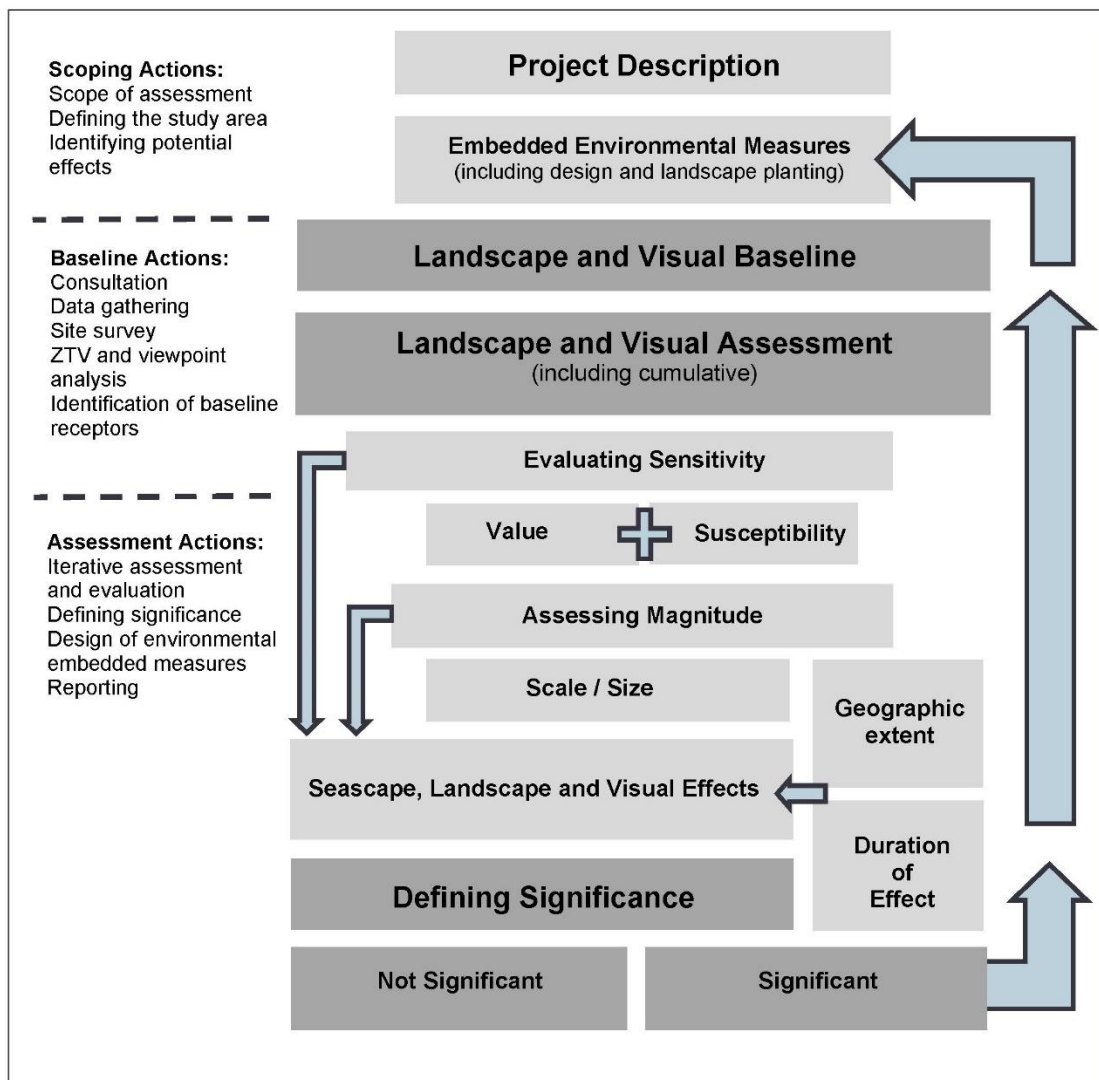 Scoping Actions:
Scope of assessment
Defining the study area
Identifying potential
effects
Baseline Actions:
Consultation
Data gathering
Site survey
ZTV and viewpoint
analysis
Identification of baseline
receptors
Assessment Actions:
Iterative assessment
and evaluation
Defining significance
Design of environmental
embedded measures
Reporting
Project Description
Embedded Environmental Measures
(including design and landscape planting)
Landscape and Visual Baseline
Landscape and Visual Assessment
(including cumulative)
Evaluating Sensitivity
Value
Susceptibility
Assessing Magnitude
Scale / Size
Geographic
extent
Seascape, Landscape and Visual Effects
Duration
of
Effect
Defining Significance
Not Significant
Significant